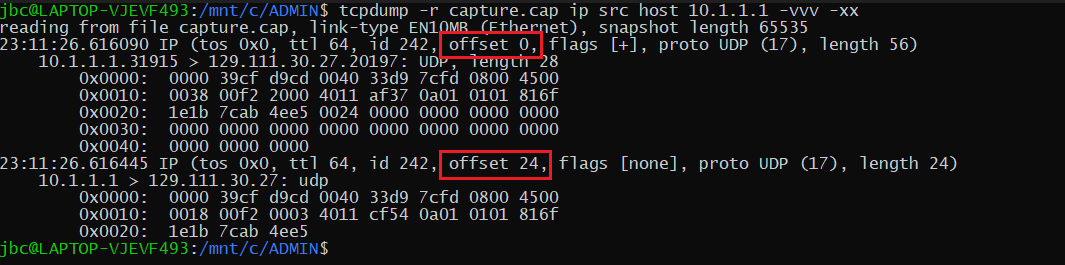 jbc@LAPTOP-VJEVF493:/mnt/c/ADMIN$ tcpdump -r capture.cap ip src host 10.1.1.1 -vvv -xx
reading from file capture.cap, link-type EN10MB (Ethernet), snapshot length 65535
23:11:26.616090 IP (tos 0x0, ttl 64, id 242, offset 0, flags [+], proto UDP (17), length 56)
    10.1.1.1.31915 > 129.111.30.27.20197: UDP, length 28
        0x0000:  0000 39cf d9cd 0040 33d9 7cfd 0800 4500
        0x0010:  0038 00f2 2000 4011 af37 0a01 0101 816f
        0x0020:  1e1b 7cab 4ee5 0024 0000 0000 0000 0000
        0x0030:  0000 0000 0000 0000 0000 0000 0000 0000
        0x0040:  0000 0000 0000
23:11:26.616445 IP (tos 0x0, ttl 64, id 242, offset 24, flags [none], proto UDP (17), length 24)
    10.1.1.1 > 129.111.30.27: udp
        0x0000:  0000 39cf d9cd 0040 33d9 7cfd 0800 4500
        0x0010:  0018 00f2 0003 4011 cf54 0a01 0101 816f
        0x0020:  1e1b 7cab 4ee5
jbc@LAPTOP-VJEVF493:/mnt/c/ADMIN$